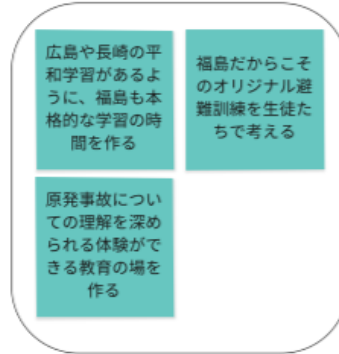 広島や長崎の平
和学習があるよ
うに、福島も本
格的な学習の時
間を作る
福島だからこそ
のオリジナル避
難訓練を生徒た
ちで考える
原発事故につい
ての理解を深め
られる体験がで
きる教育の場を
作る